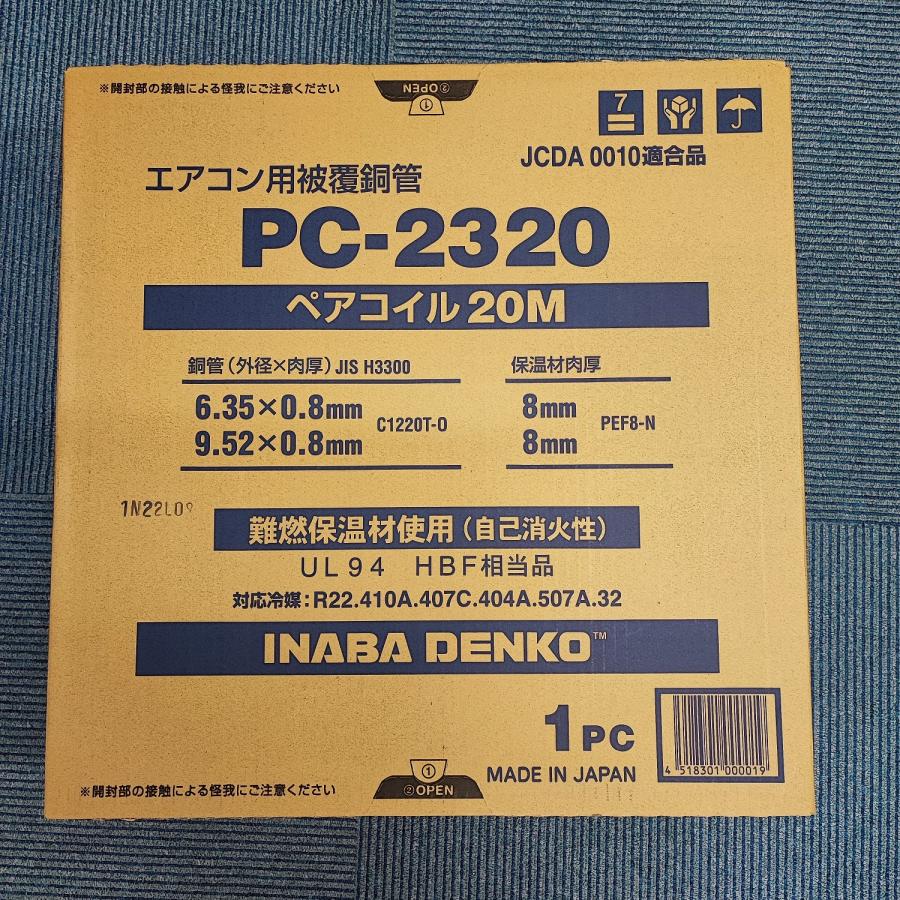 ※開封部の接触による怪我にご注意ください
②OPEN
①
7
JCDA 0010適合品
エアコン用被覆銅管
PC-2320
ペアコイル20M
銅管（外径×肉厚）JIS H3300
6.35×0.8mm
9.52×0.8mm
C1220T-O
保温材肉厚
8mm
8mm
PEF8-N
難燃保温材使用（自己消火性）
UL94 HBF相当品
対応冷媒：R22.410A.407C.404A.507A.32
INABA DENKO™
1PC
MADE IN JAPAN
4 518301 000019
①
②OPEN
※開封部の接触による怪我にご注意ください